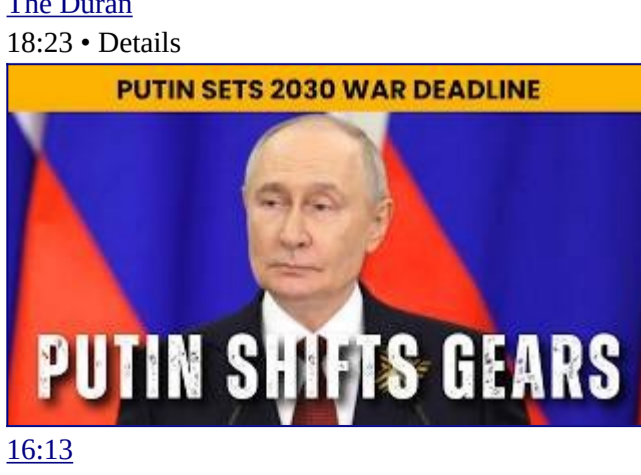 The Duran
18:23 • Details
PUTIN SETS 2030 WAR DEADLINE
PUTIN SHIFTS GEARS
16:13